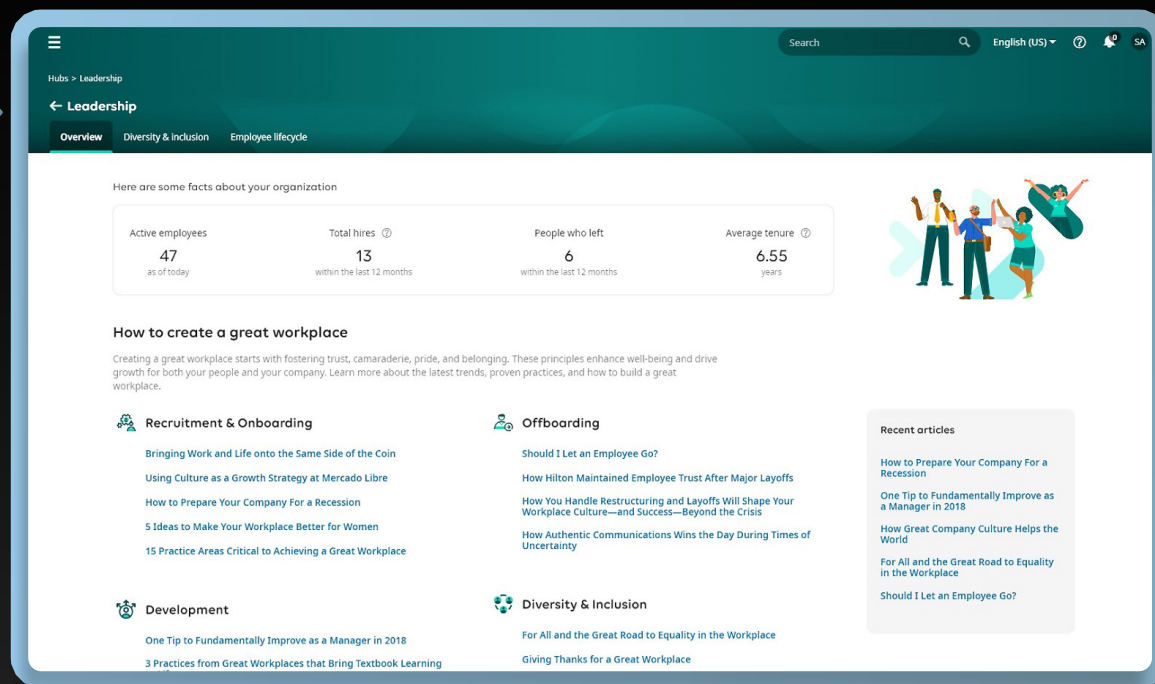 Search
English (US)
0
SA
Hubs > Leadership
← Leadership
Overview
Diversity & inclusion
Employee lifecycle
Here are some facts about your organization
Active employees
47
as of today
Total hires
13
within the last 12 months
People who left
6
within the last 12 months
Average tenure
6.55
years
How to create a great workplace
Creating a great workplace starts with fostering trust, camaraderie, pride, and belonging. These principles enhance well-being and drive
growth for both your people and your company. Learn more about the latest trends, proven practices, and how to build a great
workplace.
Recruitment & Onboarding
Bringing Work and Life onto the Same Side of the Coin
Using Culture as a Growth Strategy at Mercado Libre
How to Prepare Your Company For a Recession
5 Ideas to Make Your Workplace Better for Women
15 Practice Areas Critical to Achieving a Great Workplace
Offboarding
Should I Let an Employee Go?
How Hilton Maintained Employee Trust After Major Layoffs
How You Handle Restructuring and Layoffs Will Shape Your
Workplace Culture—and Success—Beyond the Crisis
How Authentic Communications Wins the Day During Times of
Uncertainty
Recent articles
How to Prepare Your Company For a
Recession
One Tip to Fundamentally Improve as
a Manager in 2018
How Great Company Culture Helps the
World
For All and the Great Road to Equality
in the Workplace
Should I Let an Employee Go?
Development
One Tip to Fundamentally Improve as a Manager in 2018
3 Practices from Great Workplaces that Bring Textbook Learning
Diversity & Inclusion
For All and the Great Road to Equality in the Workplace
Giving Thanks for a Great Workplace